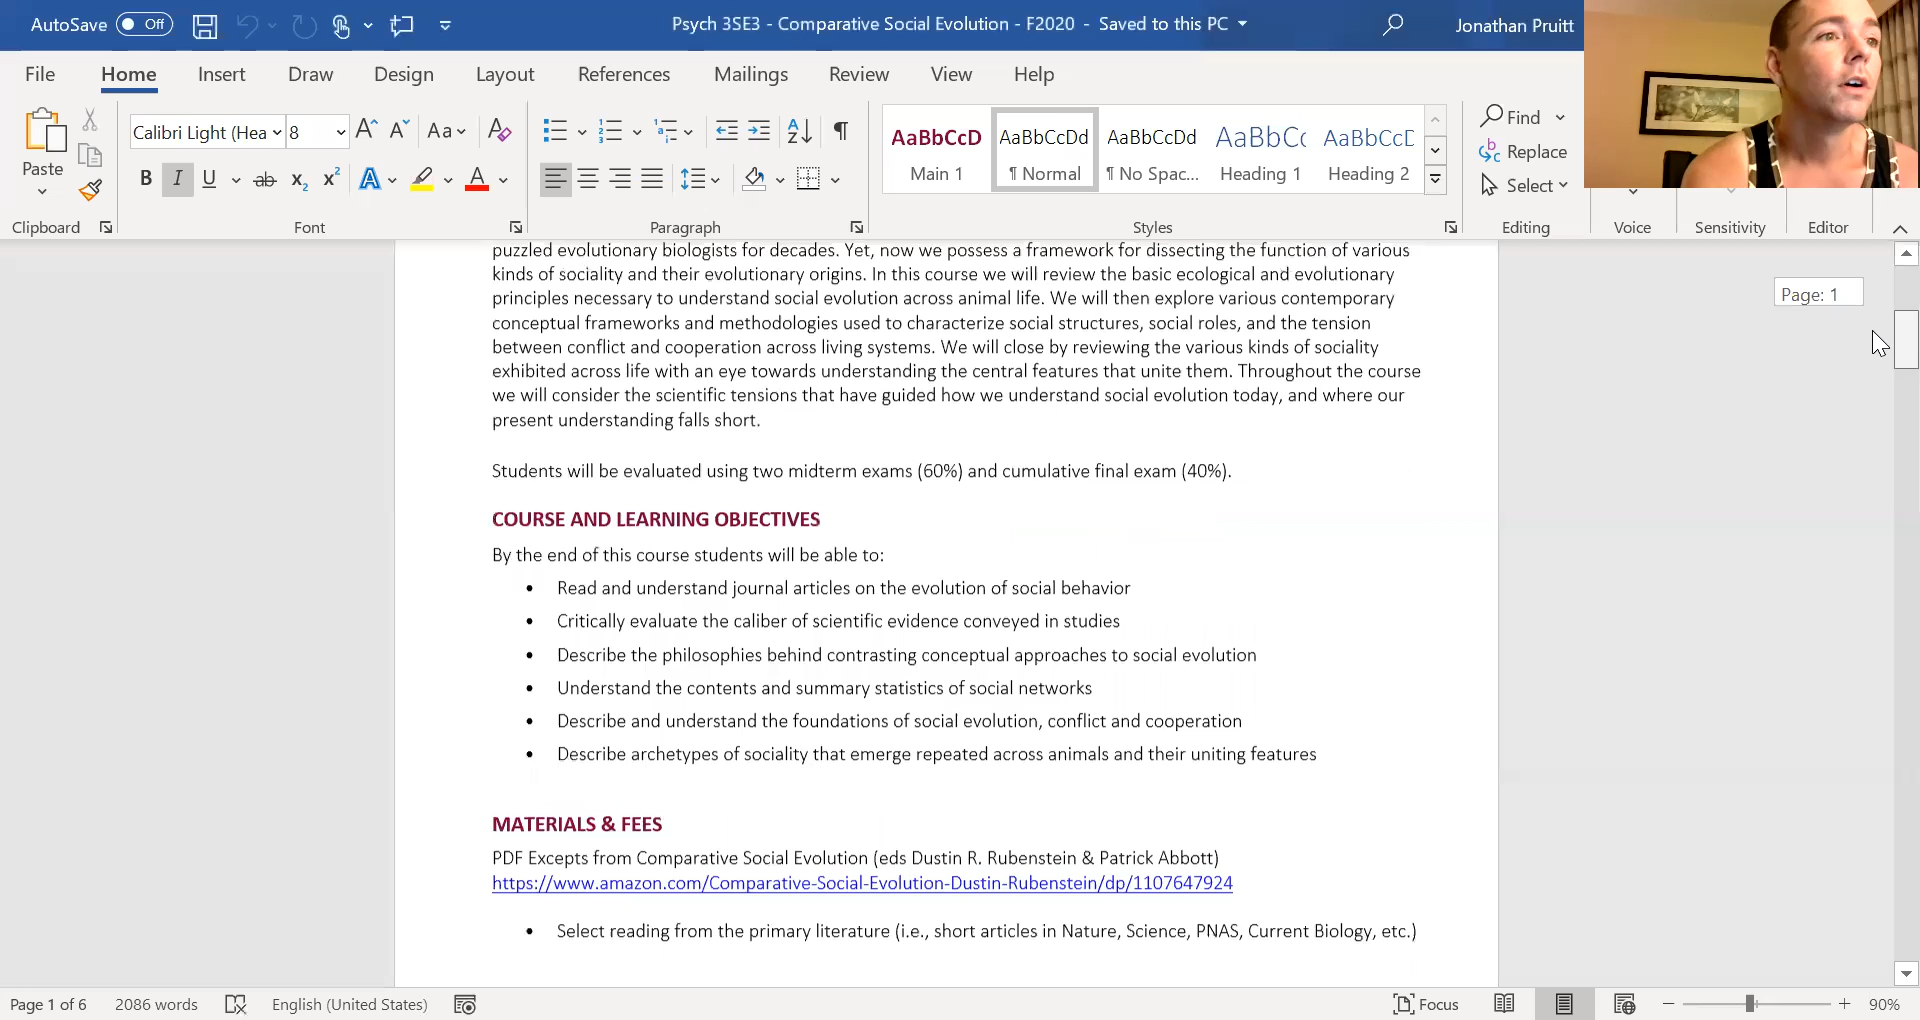 AutoSave Off Psych 3SE3 - Comparative Social Evolution - F2020 - Saved to this PC Jonathan Pruitt
File Home Insert Draw Design Layout References Mailings Review View Help
Paste
Calibri Light (Hea 8 A A Aa A
B I U ab x₂ x² A A
¶
AaBbCcD AaBbCcDd AaBbCcDd AaBbCc AaBbCcD
Main 1 ¶ Normal ¶ No Spac... Heading 1 Heading 2
Find
Replace
Select
Clipboard Font Paragraph Styles Editing Voice Sensitivity Editor
puzzled evolutionary biologists for decades. Yet, now we possess a framework for dissecting the function of various
kinds of sociality and their evolutionary origins. In this course we will review the basic ecological and evolutionary
principles necessary to understand social evolution across animal life. We will then explore various contemporary
conceptual frameworks and methodologies used to characterize social structures, social roles, and the tension
between conflict and cooperation across living systems. We will close by reviewing the various kinds of sociality
exhibited across life with an eye towards understanding the central features that unite them. Throughout the course
we will consider the scientific tensions that have guided how we understand social evolution today, and where our
present understanding falls short.
Page: 1
Students will be evaluated using two midterm exams (60%) and cumulative final exam (40%).
COURSE AND LEARNING OBJECTIVES
By the end of this course students will be able to:
• Read and understand journal articles on the evolution of social behavior
• Critically evaluate the caliber of scientific evidence conveyed in studies
• Describe the philosophies behind contrasting conceptual approaches to social evolution
• Understand the contents and summary statistics of social networks
• Describe and understand the foundations of social evolution, conflict and cooperation
• Describe archetypes of sociality that emerge repeated across animals and their uniting features
MATERIALS & FEES
PDF Excepts from Comparative Social Evolution (eds Dustin R. Rubenstein & Patrick Abbott)
https://www.amazon.com/Comparative-Social-Evolution-Dustin-Rubenstein/dp/1107647924
• Select reading from the primary literature (i.e., short articles in Nature, Science, PNAS, Current Biology, etc.)
Page 1 of 6 2086 words English (United States) Focus 90%